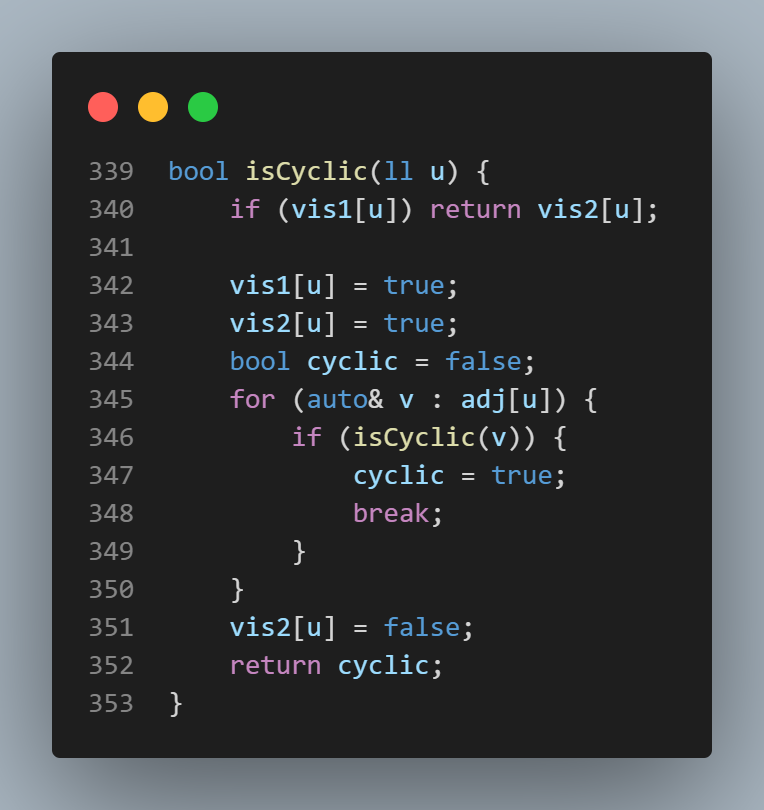 339 bool isCyclic(ll u) {
340     if (vis1[u]) return vis2[u];
341
342     vis1[u] = true;
343     vis2[u] = true;
344     bool cyclic = false;
345     for (auto& v : adj[u]) {
346         if (isCyclic(v)) {
347             cyclic = true;
348             break;
349         }
350     }
351     vis2[u] = false;
352     return cyclic;
353 }